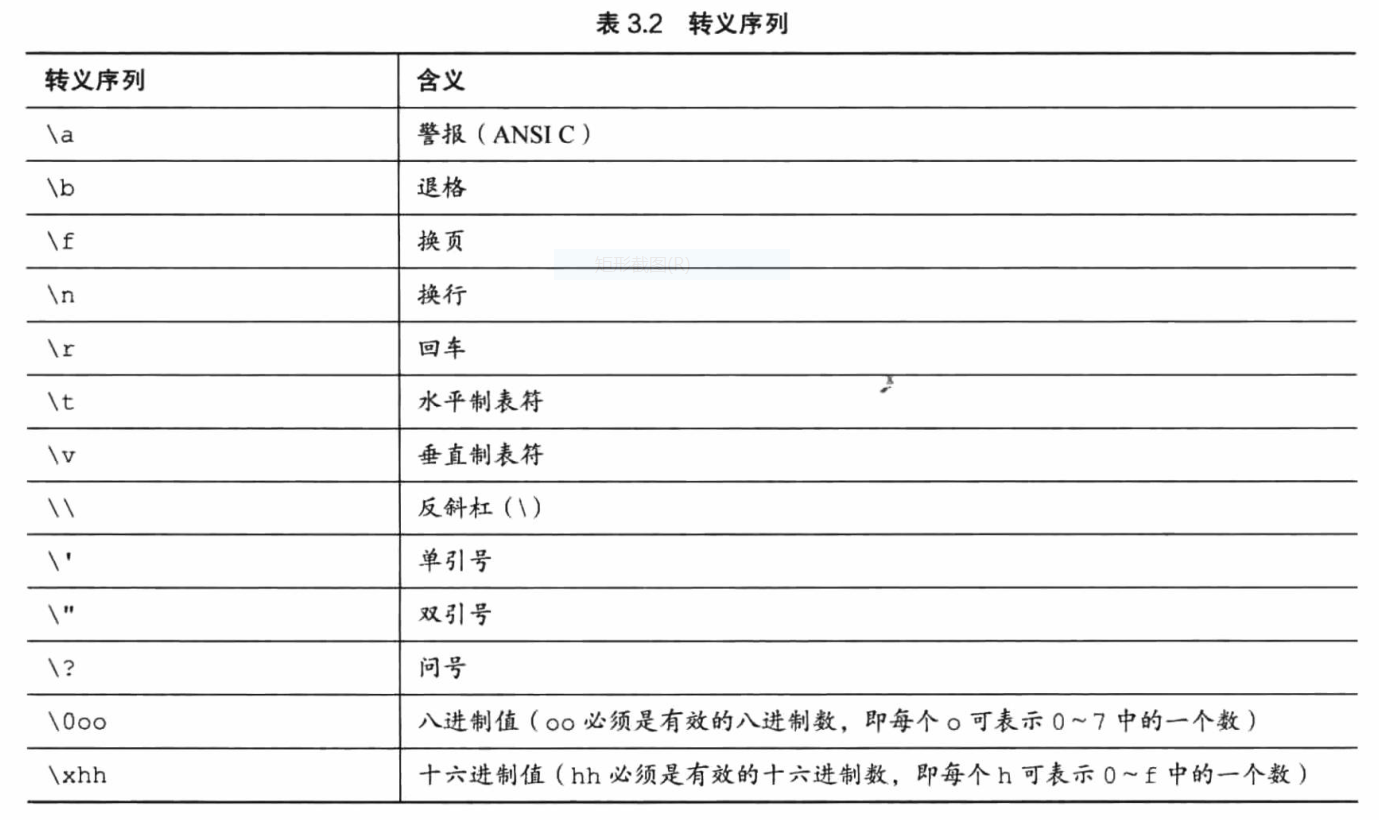 表 3.2 转义序列
转义序列 含义
\a 警报（ANSI C）
\b 退格
\f 换页
矩形截图(R)
\n 换行
\r 回车
\t 水平制表符
\v 垂直制表符
\\ 反斜杠（\）
\' 单引号
\" 双引号
\? 问号
\0oo 八进制值（oo 必须是有效的八进制数，即每个 o 可表示 0~7 中的一个数）
\xhh 十六进制值（hh 必须是有效的十六进制数，即每个 h 可表示 0~f 中的一个数）